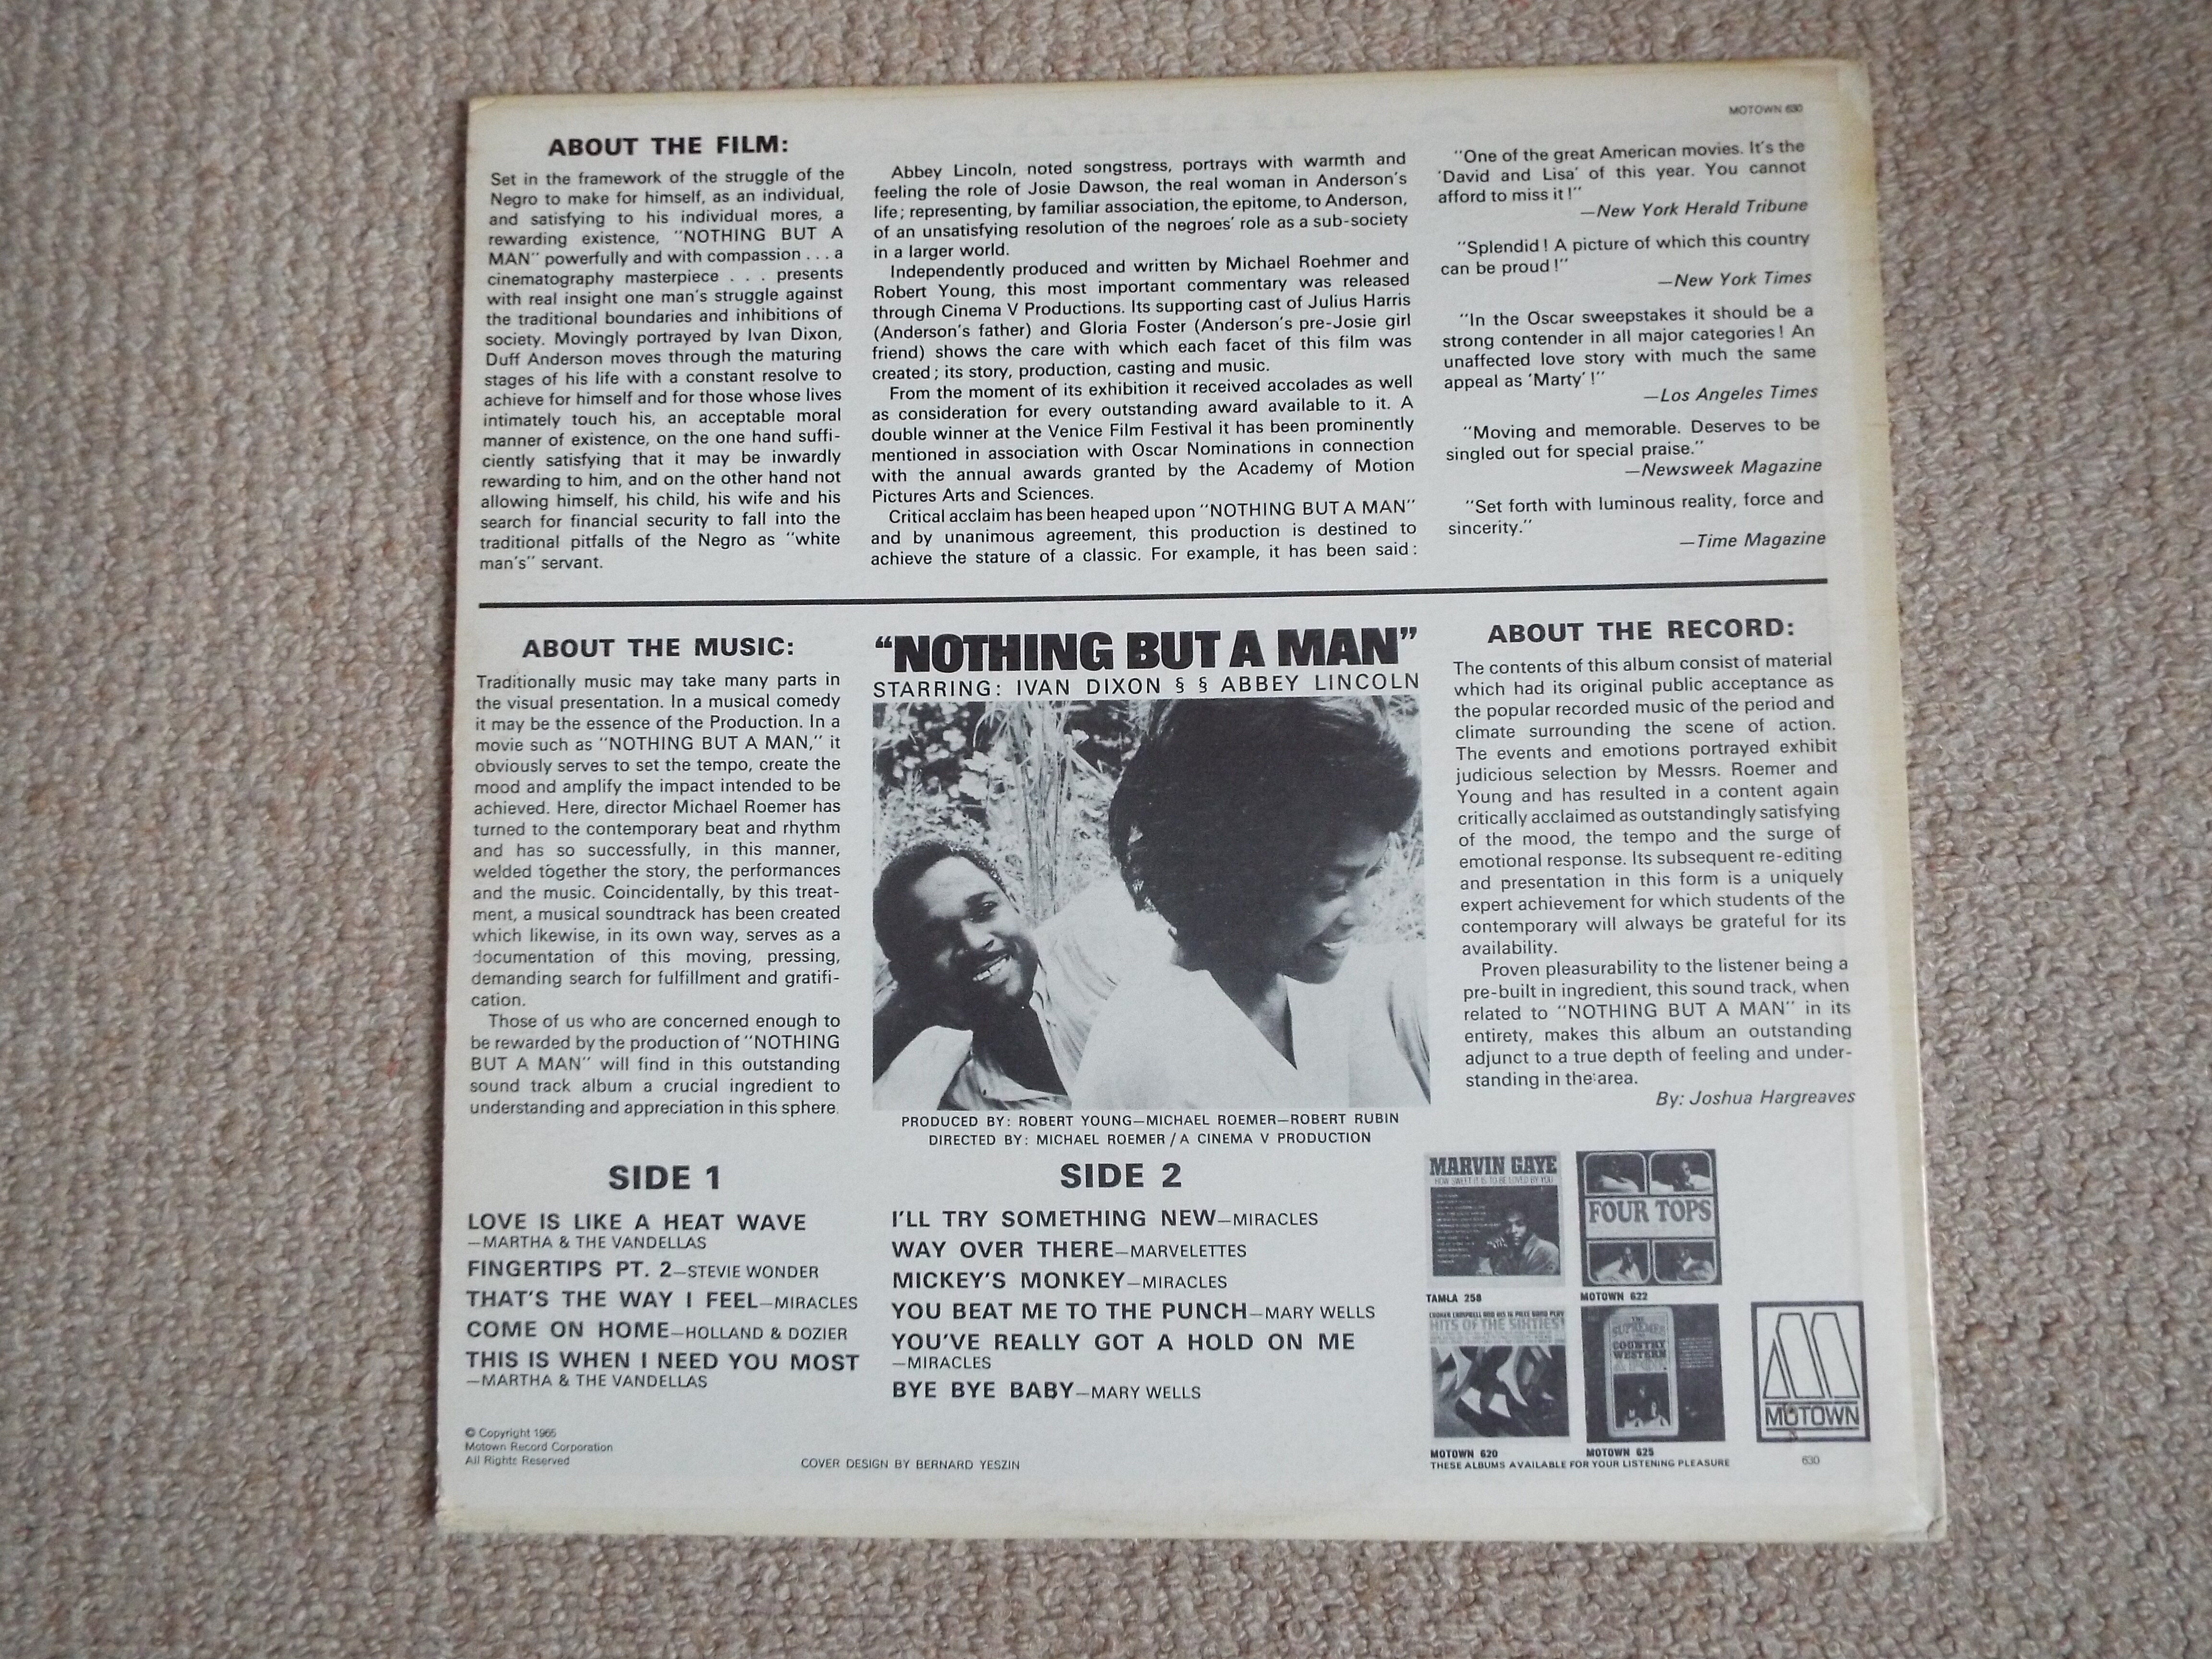 MOTOWN 630
ABOUT THE FILM:
Set in the framework of the struggle of the
Negro to make for himself, as an individual,
and satisfying to his individual mores, a
rewarding existence, "NOTHING BUT A
MAN" powerfully and with compassion . . . a
cinematography masterpiece . . . presents
with real insight one man's struggle against
the traditional boundaries and inhibitions of
society. Movingly portrayed by Ivan Dixon,
Duff Anderson moves through the maturing
stages of his life with a constant resolve to
achieve for himself and for those whose lives
intimately touch his, an acceptable moral
manner of existence, on the one hand suffi-
ciently satisfying that it may be inwardly
rewarding to him, and on the other hand not
allowing himself, his child, his wife and his
search for financial security to fall into the
traditional pitfalls of the Negro as "white
man's" servant.
Abbey Lincoln, noted songstress, portrays with warmth and
feeling the role of Josie Dawson, the real woman in Anderson's
life; representing, by familiar association, the epitome, to Anderson,
of an unsatisfying resolution of the negroes' role as a sub-society
in a larger world.
Independently produced and written by Michael Roehmer and
Robert Young, this most important commentary was released
through Cinema V Productions. Its supporting cast of Julius Harris
(Anderson's father) and Gloria Foster (Anderson's pre-Josie girl
friend) shows the care with which each facet of this film was
created; its story, production, casting and music.
From the moment of its exhibition it received accolades as well
as consideration for every outstanding award available to it. A
double winner at the Venice Film Festival it has been prominently
mentioned in association with Oscar Nominations in connection
with the annual awards granted by the Academy of Motion
Pictures Arts and Sciences.
Critical acclaim has been heaped upon "NOTHING BUT A MAN"
and by unanimous agreement, this production is destined to
achieve the stature of a classic. For example, it has been said:
"One of the great American movies. It's the
'David and Lisa' of this year. You cannot
afford to miss it!"
—New York Herald Tribune
"Splendid! A picture of which this country
can be proud!"
—New York Times
"In the Oscar sweepstakes it should be a
strong contender in all major categories! An
unaffected love story with much the same
appeal as 'Marty'!"
—Los Angeles Times
"Moving and memorable. Deserves to be
singled out for special praise."
—Newsweek Magazine
"Set forth with luminous reality, force and
sincerity."
—Time Magazine
ABOUT THE MUSIC:
Traditionally music may take many parts in
the visual presentation. In a musical comedy
it may be the essence of the Production. In a
movie such as "NOTHING BUT A MAN," it
obviously serves to set the tempo, create the
mood and amplify the impact intended to be
achieved. Here, director Michael Roemer has
turned to the contemporary beat and rhythm
and has so successfully, in this manner,
welded together the story, the performances
and the music. Coincidentally, by this treat-
ment, a musical soundtrack has been created
which likewise, in its own way, serves as a
documentation of this moving, pressing,
demanding search for fulfillment and gratifi-
cation.
Those of us who are concerned enough to
be rewarded by the production of "NOTHING
BUT A MAN" will find in this outstanding
sound track album a crucial ingredient to
understanding and appreciation in this sphere.
"NOTHING BUT A MAN"
STARRING: IVAN DIXON § § ABBEY LINCOLN
PRODUCED BY: ROBERT YOUNG—MICHAEL ROEMER—ROBERT RUBIN
DIRECTED BY: MICHAEL ROEMER / A CINEMA V PRODUCTION
ABOUT THE RECORD:
The contents of this album consist of material
which had its original public acceptance as
the popular recorded music of the period and
climate surrounding the scene of action.
The events and emotions portrayed exhibit
judicious selection by Messrs. Roemer and
Young and has resulted in a content again
critically acclaimed as outstandingly satisfying
of the mood, the tempo and the surge of
emotional response. Its subsequent re-editing
and presentation in this form is a uniquely
expert achievement for which students of the
contemporary will always be grateful for its
availability.
Proven pleasurability to the listener being a
pre-built in ingredient, this sound track, when
related to "NOTHING BUT A MAN" in its
entirety, makes this album an outstanding
adjunct to a true depth of feeling and under-
standing in the area.
By: Joshua Hargreaves
SIDE 1
LOVE IS LIKE A HEAT WAVE
—MARTHA & THE VANDELLAS
FINGERTIPS PT. 2—STEVIE WONDER
THAT'S THE WAY I FEEL—MIRACLES
COME ON HOME—HOLLAND & DOZIER
THIS IS WHEN I NEED YOU MOST
—MARTHA & THE VANDELLAS
SIDE 2
I'LL TRY SOMETHING NEW—MIRACLES
WAY OVER THERE—MARVELETTES
MICKEY'S MONKEY—MIRACLES
YOU BEAT ME TO THE PUNCH—MARY WELLS
YOU'VE REALLY GOT A HOLD ON ME
—MIRACLES
BYE BYE BABY—MARY WELLS
MARVIN GAYE
HOW SWEET IT IS TO BE LOVED BY YOU
TAMLA 258
FOUR TOPS
MOTOWN 622
HITS OF THE SIXTIES!
MOTOWN 620
THE
SUPREMES
COUNTRY
WESTERN
& POP
MOTOWN 625
THESE ALBUMS AVAILABLE FOR YOUR LISTENING PLEASURE
MOTOWN
630
© Copyright 1965
Motown Record Corporation
All Rights Reserved
COVER DESIGN BY BERNARD YESZIN